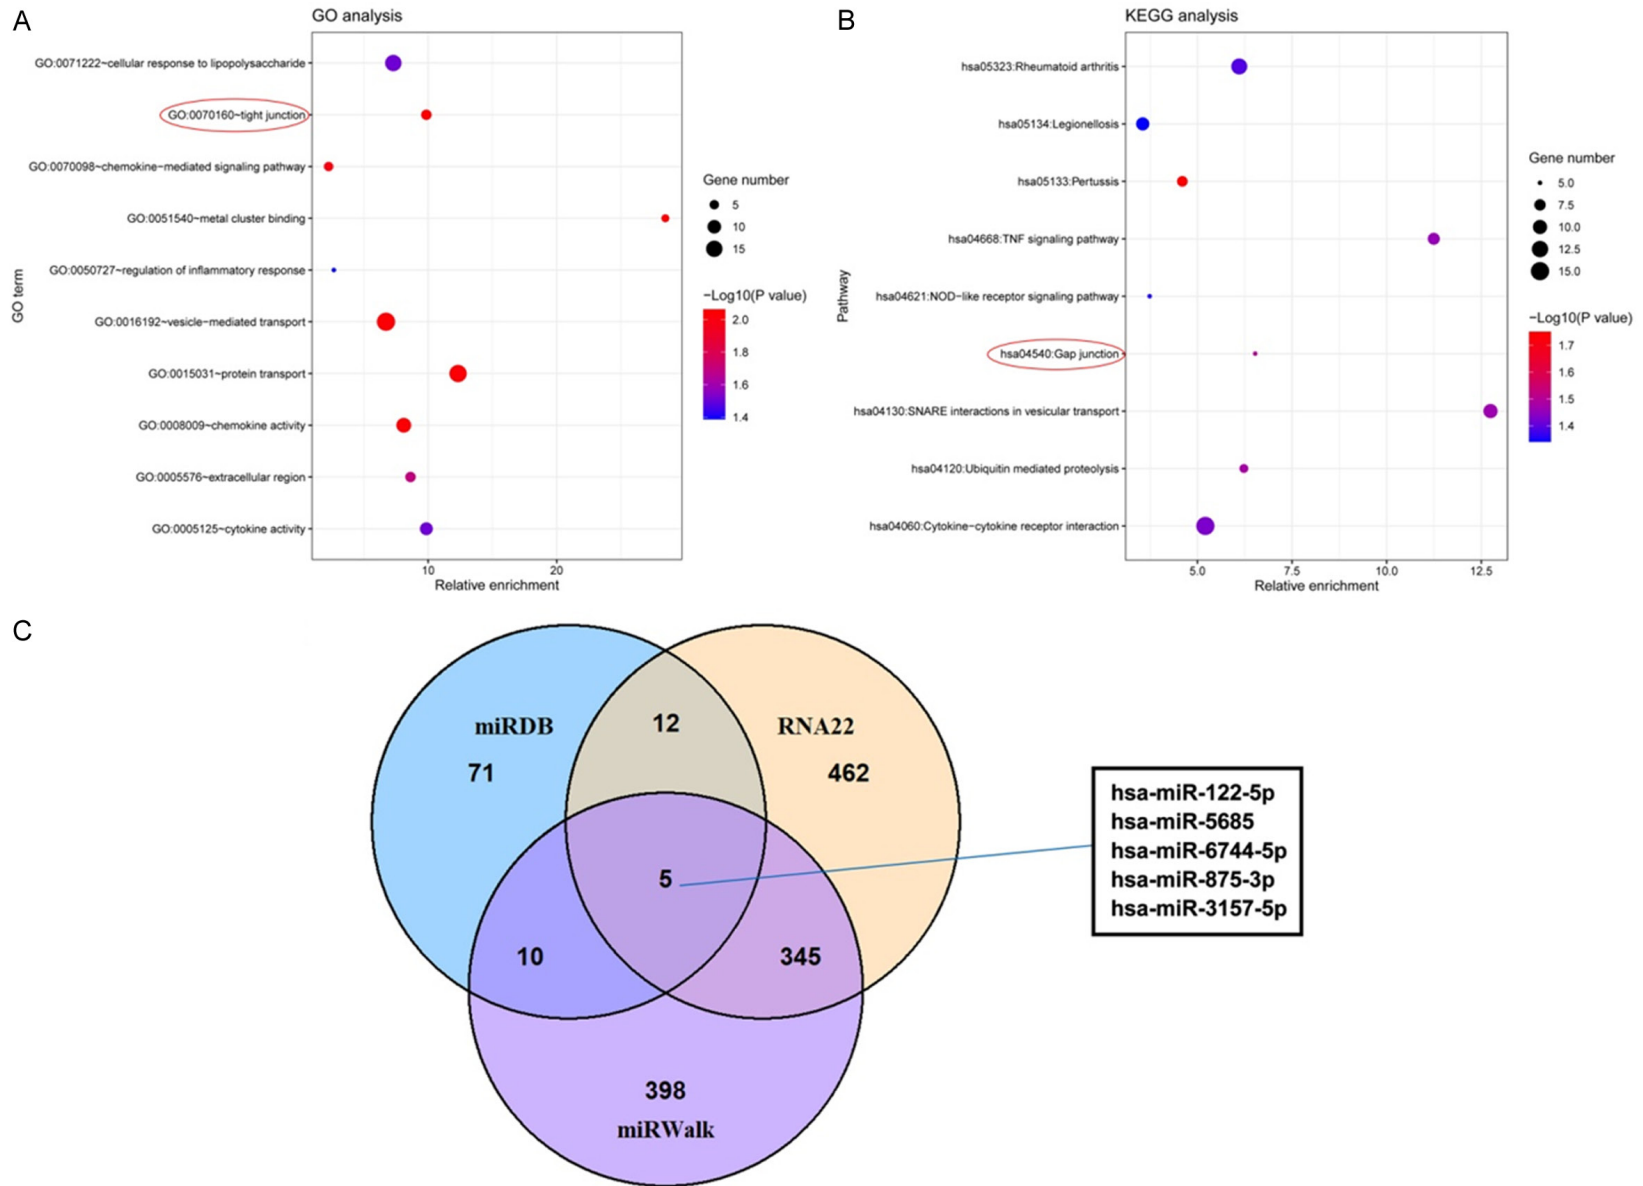 A
GO analysis
GO term
GO:0071222~cellular response to lipopolysaccharide
GO:0070160~tight junction
GO:0070098~chemokine−mediated signaling pathway
GO:0051540~metal cluster binding
GO:0050727~regulation of inflammatory response
GO:0016192~vesicle−mediated transport
GO:0015031~protein transport
GO:0008009~chemokine activity
GO:0005576~extracellular region
GO:0005125~cytokine activity
10
20
Relative enrichment
Gene number
5
10
15
−Log10(P value)
2.0
1.8
1.6
1.4
B
KEGG analysis
Pathway
hsa05323:Rheumatoid arthritis
hsa05134:Legionellosis
hsa05133:Pertussis
hsa04668:TNF signaling pathway
hsa04621:NOD−like receptor signaling pathway
hsa04540:Gap junction
hsa04130:SNARE interactions in vesicular transport
hsa04120:Ubiquitin mediated proteolysis
hsa04060:Cytokine−cytokine receptor interaction
5.0
7.5
10.0
12.5
Relative enrichment
Gene number
5.0
7.5
10.0
12.5
15.0
−Log10(P value)
1.7
1.6
1.5
1.4
C
miRDB
71
12
RNA22
462
5
10
345
398
miRWalk
hsa-miR-122-5p
hsa-miR-5685
hsa-miR-6744-5p
hsa-miR-875-3p
hsa-miR-3157-5p